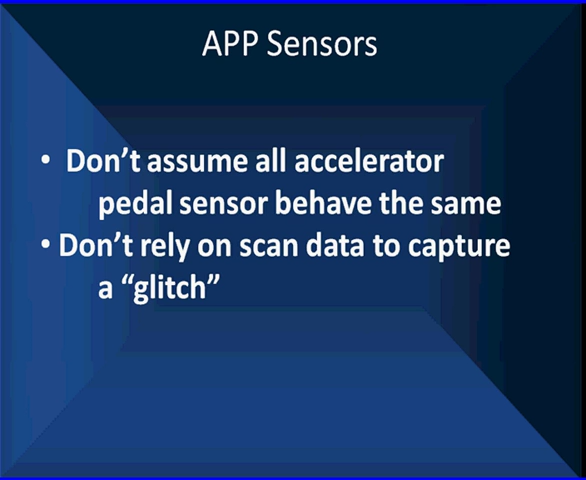 APP Sensors
• Don't assume all accelerator
pedal sensor behave the same
• Don't rely on scan data to capture
a “glitch”